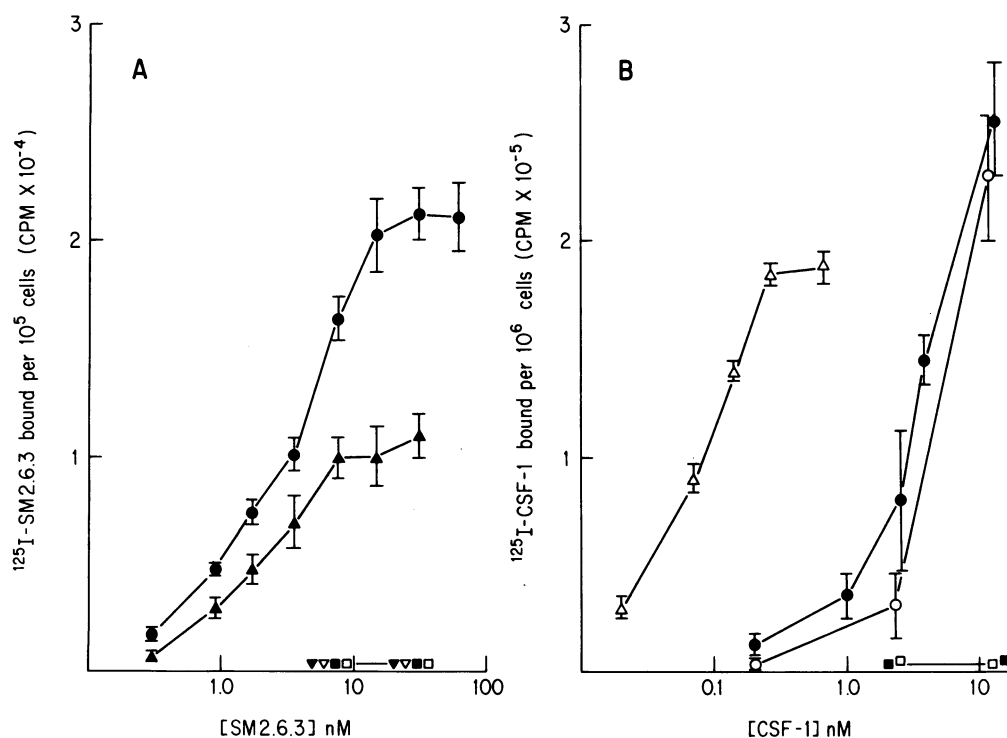 A
3
2
1
¹²⁵I-SM2.6.3 bound per 10⁵ cells (CPM X 10⁻⁴)
1.0
10
100
[SM2.6.3] nM
B
3
2
1
¹²⁵I-CSF-1 bound per 10⁶ cells (CPM X 10⁻⁵)
0.1
1.0
10
[CSF-1] nM